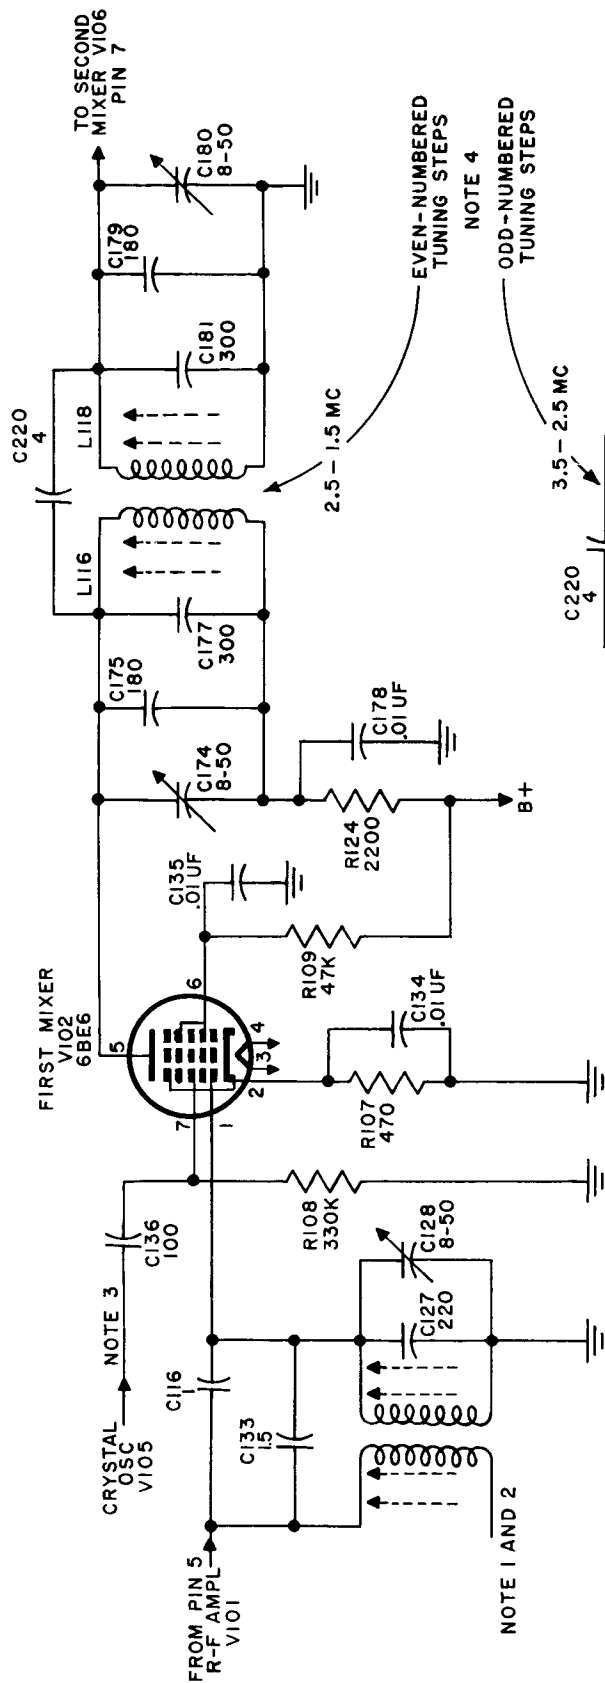 TO SECOND
MIXER V106
PIN 7
C180
8-50
C179
180
C181
300
C220
4
L118
L116
C177
300
C175
180
C174
8-50
2.5-1.5 MC
EVEN-NUMBERED
TUNING STEPS
NOTE 4
ODD-NUMBERED
TUNING STEPS
3.5-2.5 MC
C220
4
C178
.01 UF
R124
2200
B+
C135
.01 UF
R109
47K
FIRST MIXER
V102
6BE6
5
6
4
3
2
7
1
C134
.01 UF
R107
470
R108
330K
C136
100
NOTE 3
CRYSTAL
OSC
V105
C116
1
C133
1.5
C128
8-50
C127
220
FROM PIN 5
R-F AMPL
V101
NOTE 1 AND 2